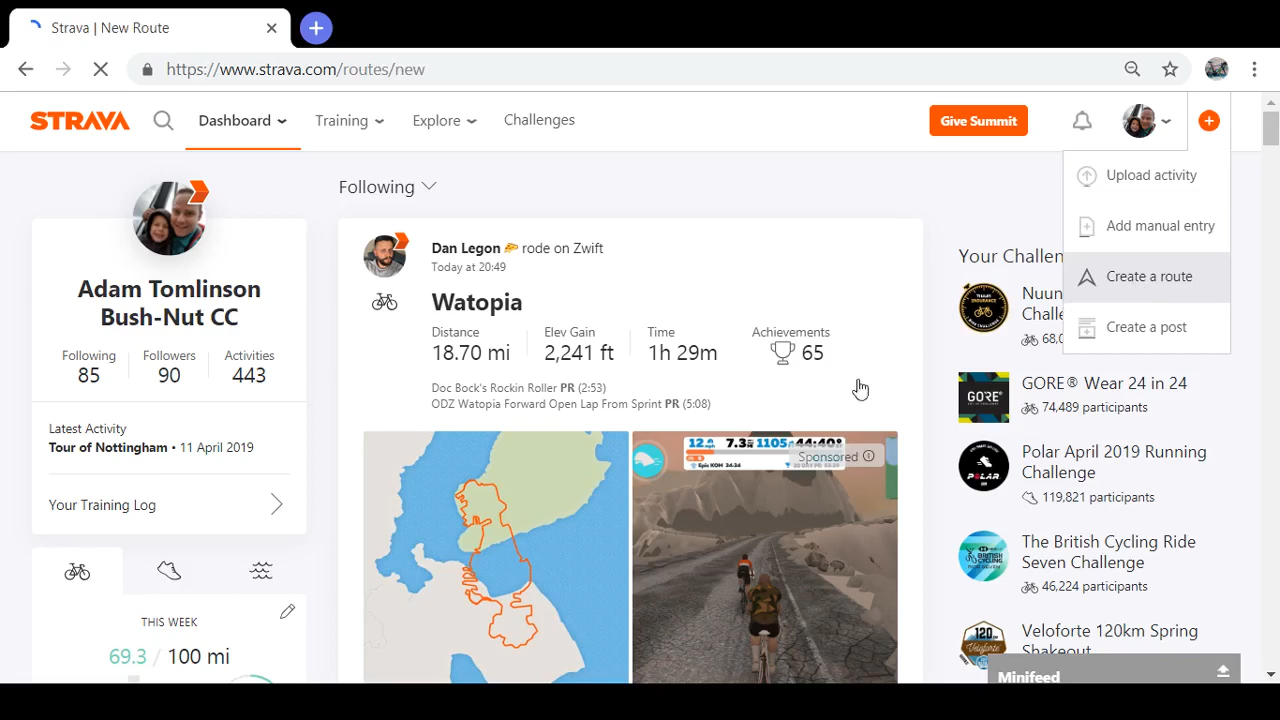 Strava | New Route
https://www.strava.com/routes/new
STRAVA
Dashboard
Training
Explore
Challenges
Give Summit
Upload activity
Add manual entry
Create a route
Create a post
Following
Adam Tomlinson
Bush-Nut CC
Following
Followers
Activities
85
90
443
Latest Activity
Tour of Nottingham • 11 April 2019
Your Training Log
THIS WEEK
69.3 / 100 mi
Dan Legon 🧀 rode on Zwift
Today at 20:49
Watopia
Distance
Elev Gain
Time
Achievements
18.70 mi
2,241 ft
1h 29m
65
Doc Bock's Rockin Roller PR (2:53)
ODZ Watopia Forward Open Lap From Sprint PR (5:08)
Sponsored
Your Challen
Nuun
Challe
68,0
GORE
GORE® Wear 24 in 24
74,489 participants
POLAR
Polar April 2019 Running
Challenge
119,821 participants
The British Cycling Ride
Seven Challenge
46,224 participants
120
Veloforte 120km Spring
Shakeout
Minifeed